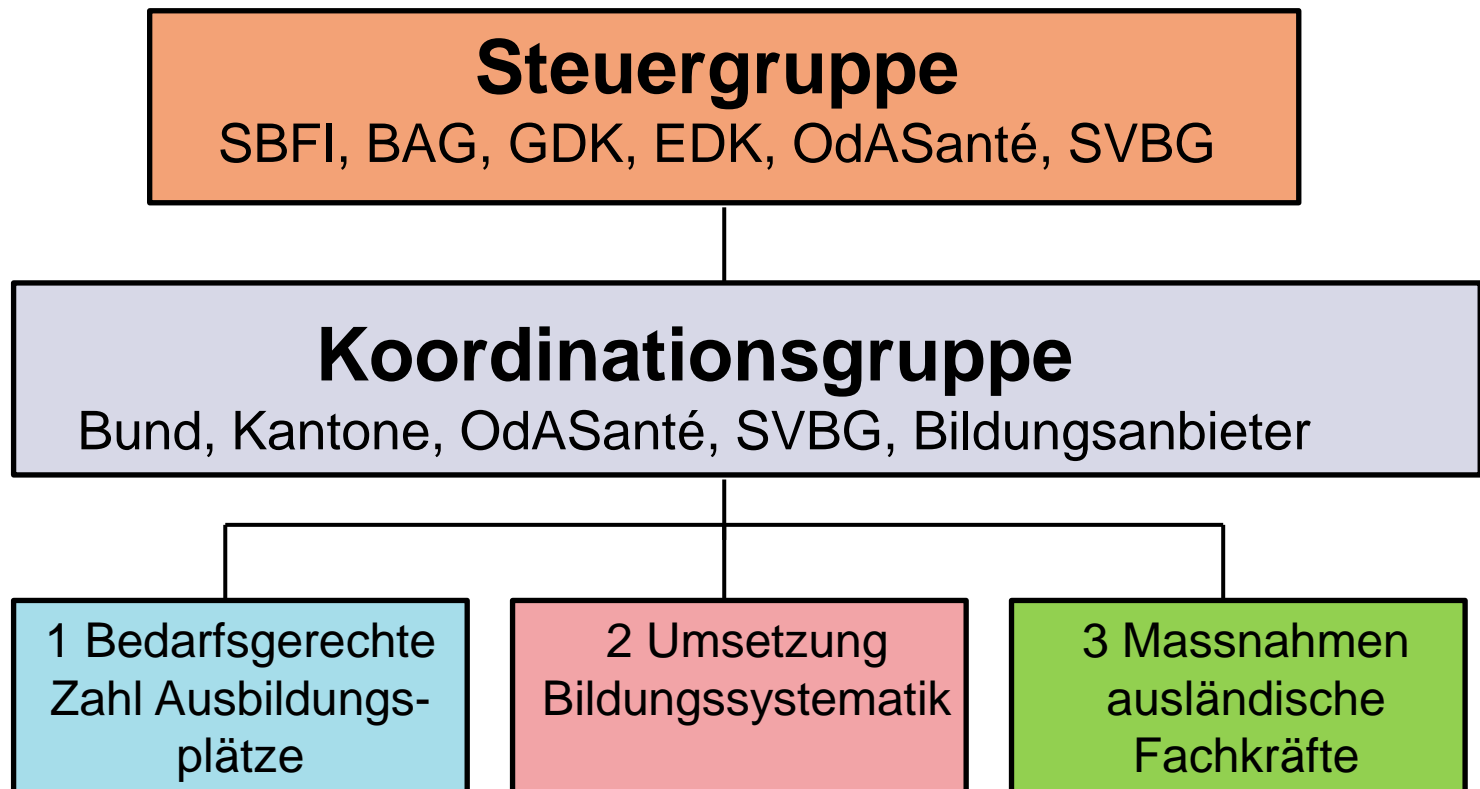 Steuergruppe
SBFI, BAG, GDK, EDK, OdASanté, SVBG
Koordinationsgruppe
Bund, Kantone, OdASanté, SVBG, Bildungsanbieter
1 Bedarfsgerechte
Zahl Ausbildungs-
plätze
2 Umsetzung
Bildungssystematik
3 Massnahmen
ausländische
Fachkräfte